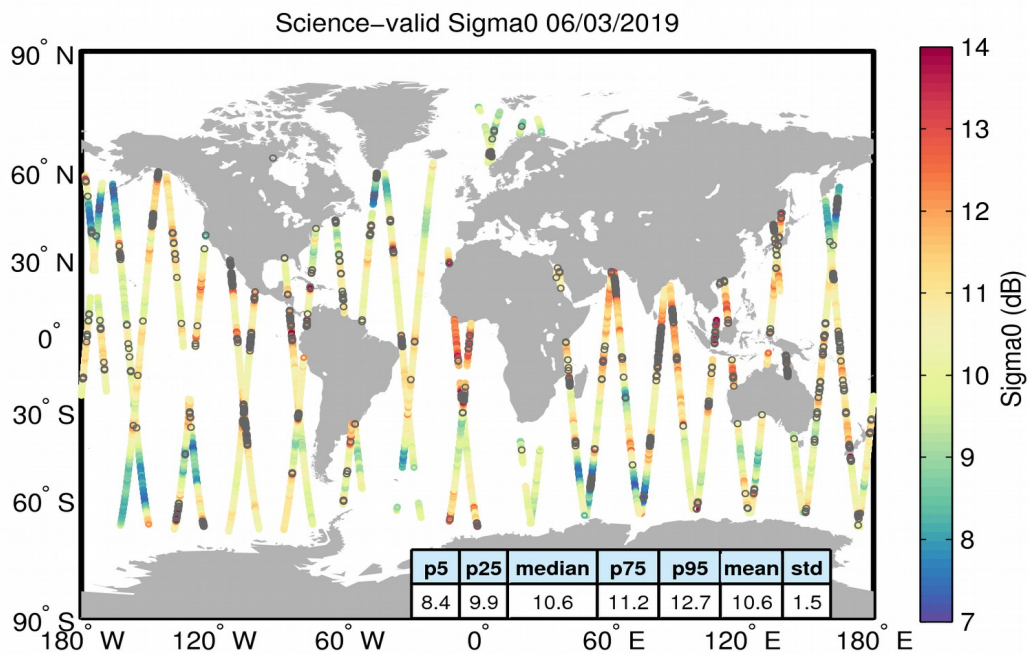 Science−valid Sigma0 06/03/2019
90° N
60° N
30° N
0°
30° S
60° S
90° S
180° W
120° W
60° W
0°
60° E
120° E
180° E
p5 p25 median p75 p95 mean std
8.4 9.9 10.6 11.2 12.7 10.6 1.5
14
13
12
11
10
9
8
7
Sigma0 (dB)